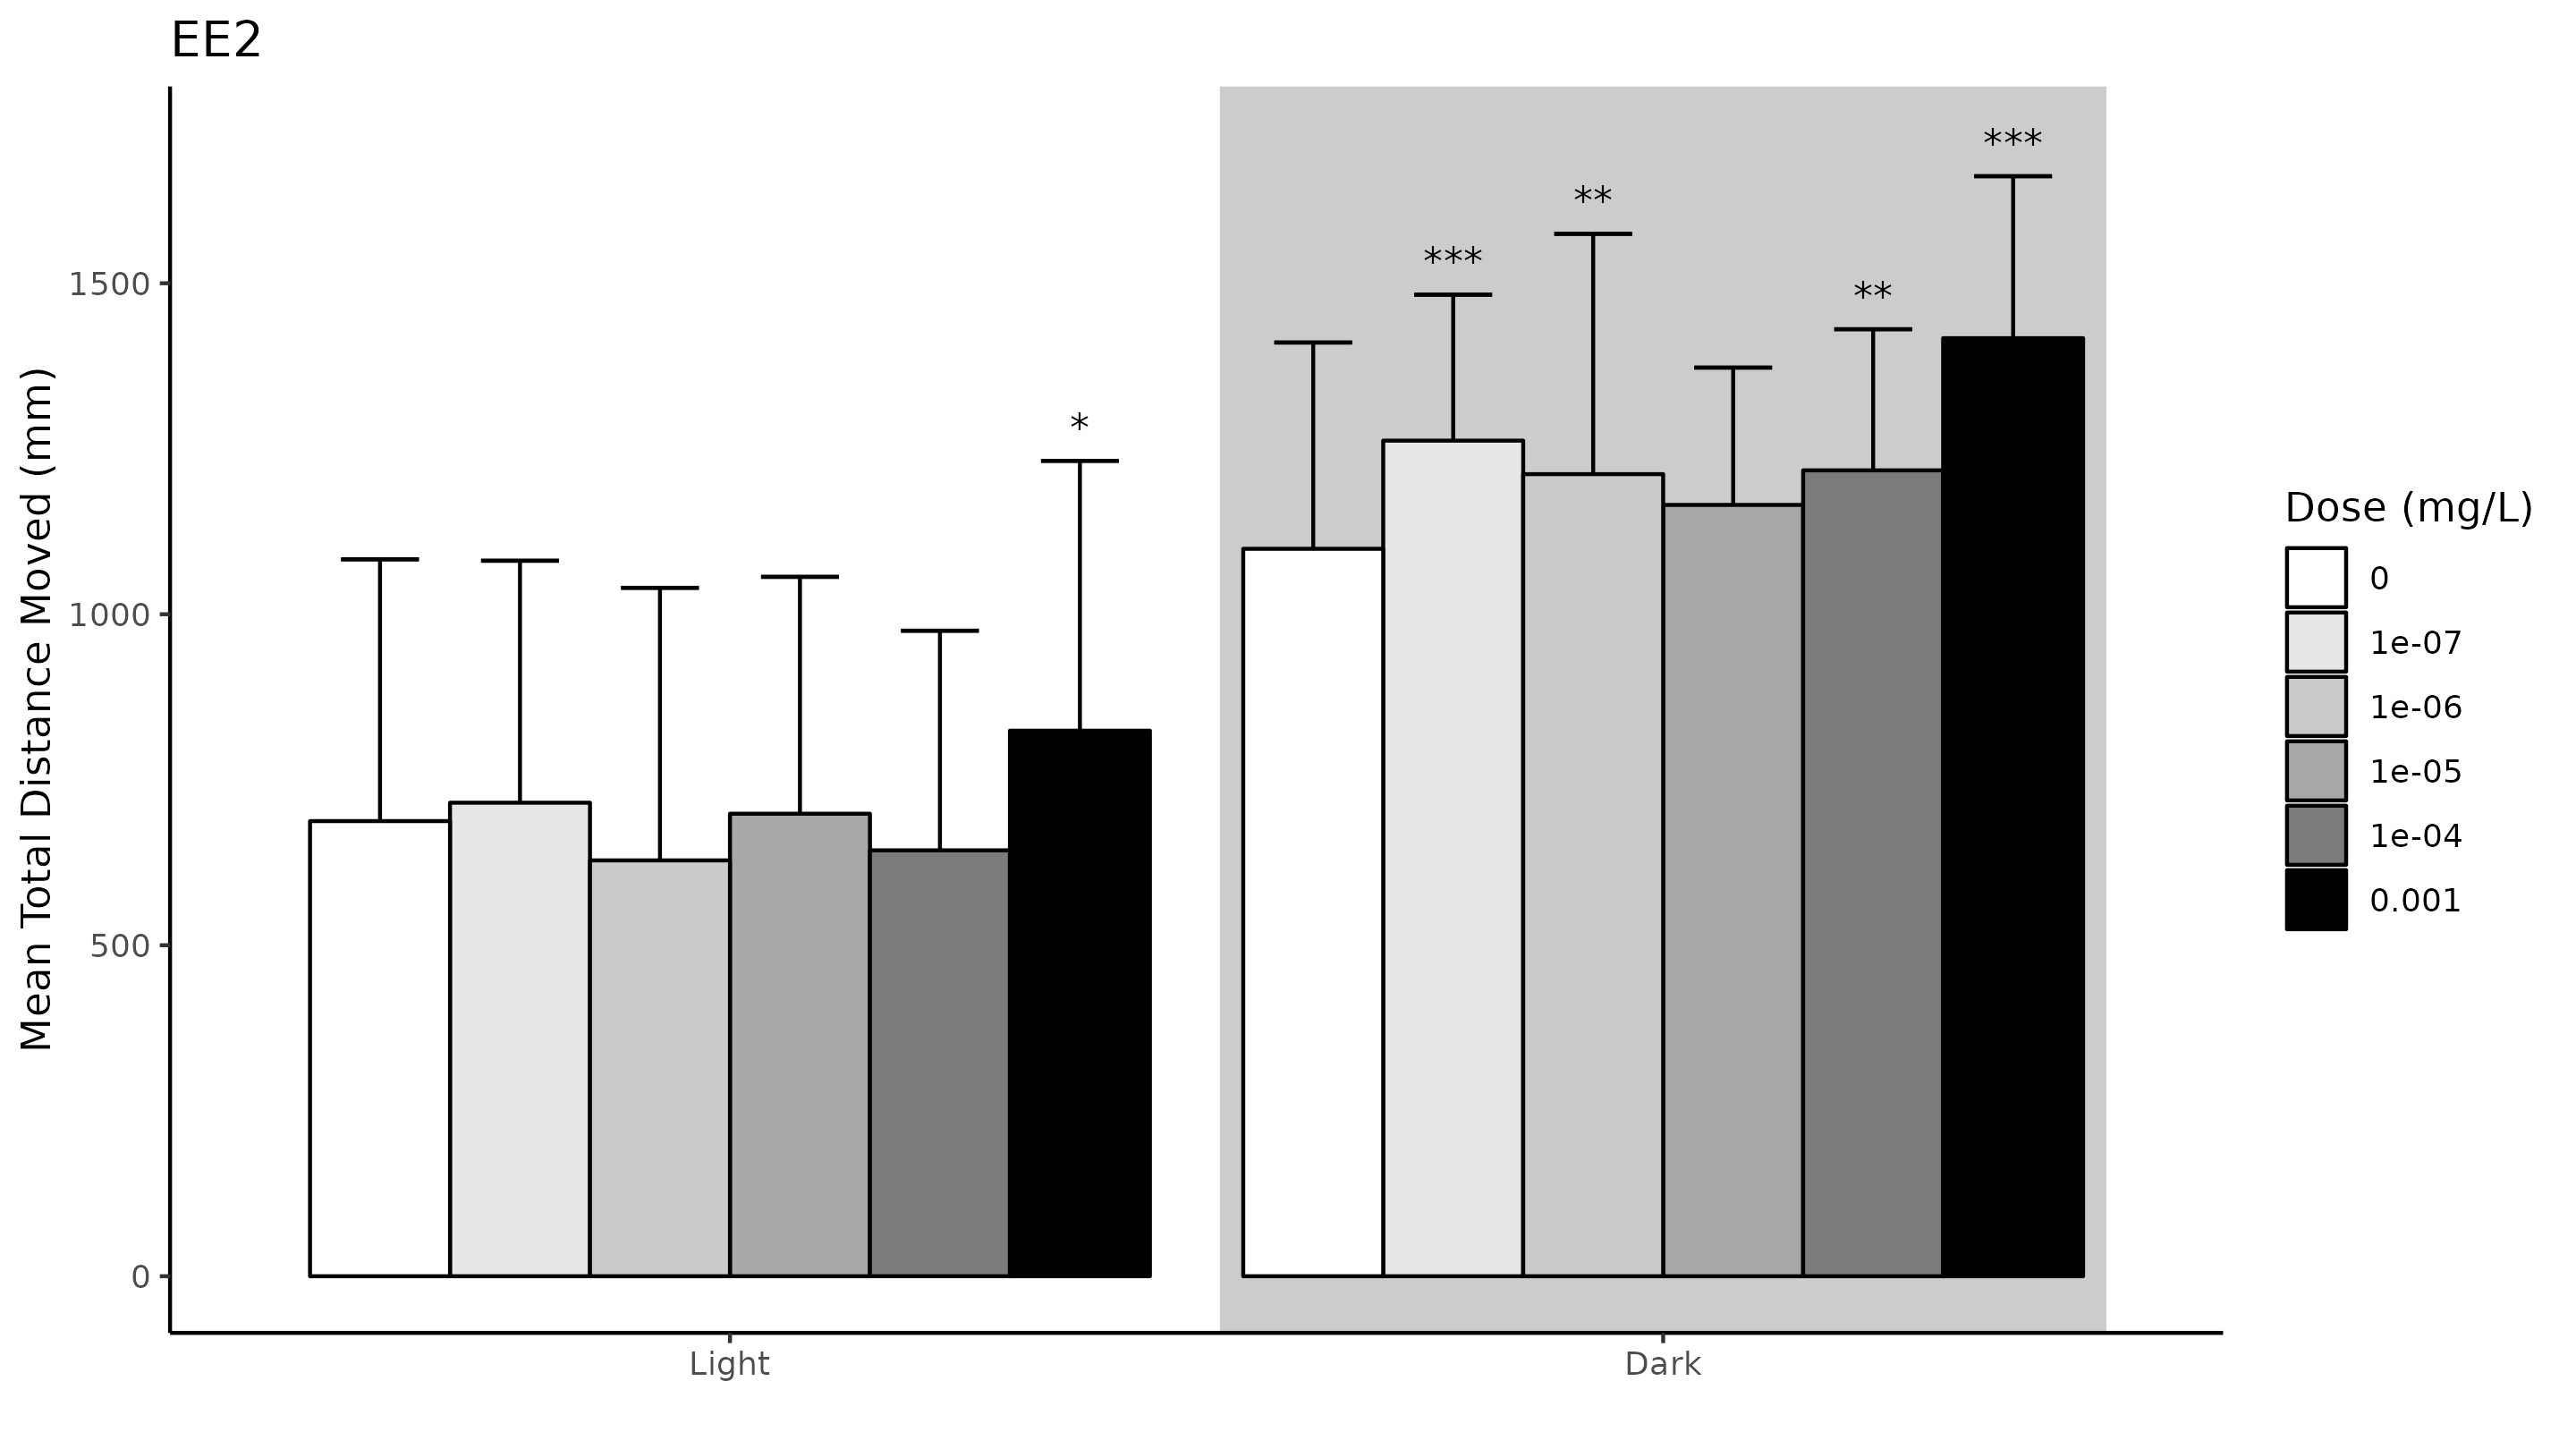 EE2
Mean Total Distance Moved (mm)
1500
1000
500
0
*
***
**
**
***
Light
Dark
Dose (mg/L)
0
1e-07
1e-06
1e-05
1e-04
0.001